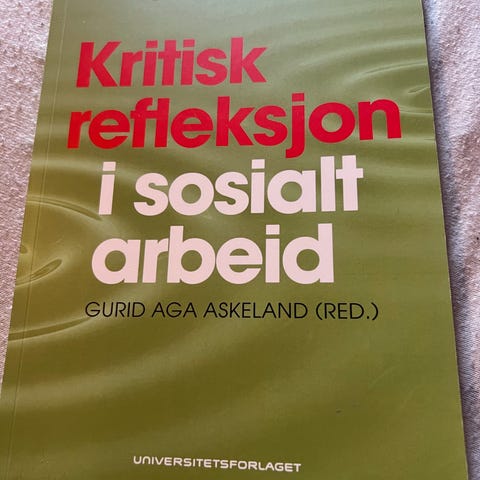 Kritisk
refleksjon
i sosialt
arbeid
GURID AGA ASKELAND (RED.)
UNIVERSITETSFORLAGET